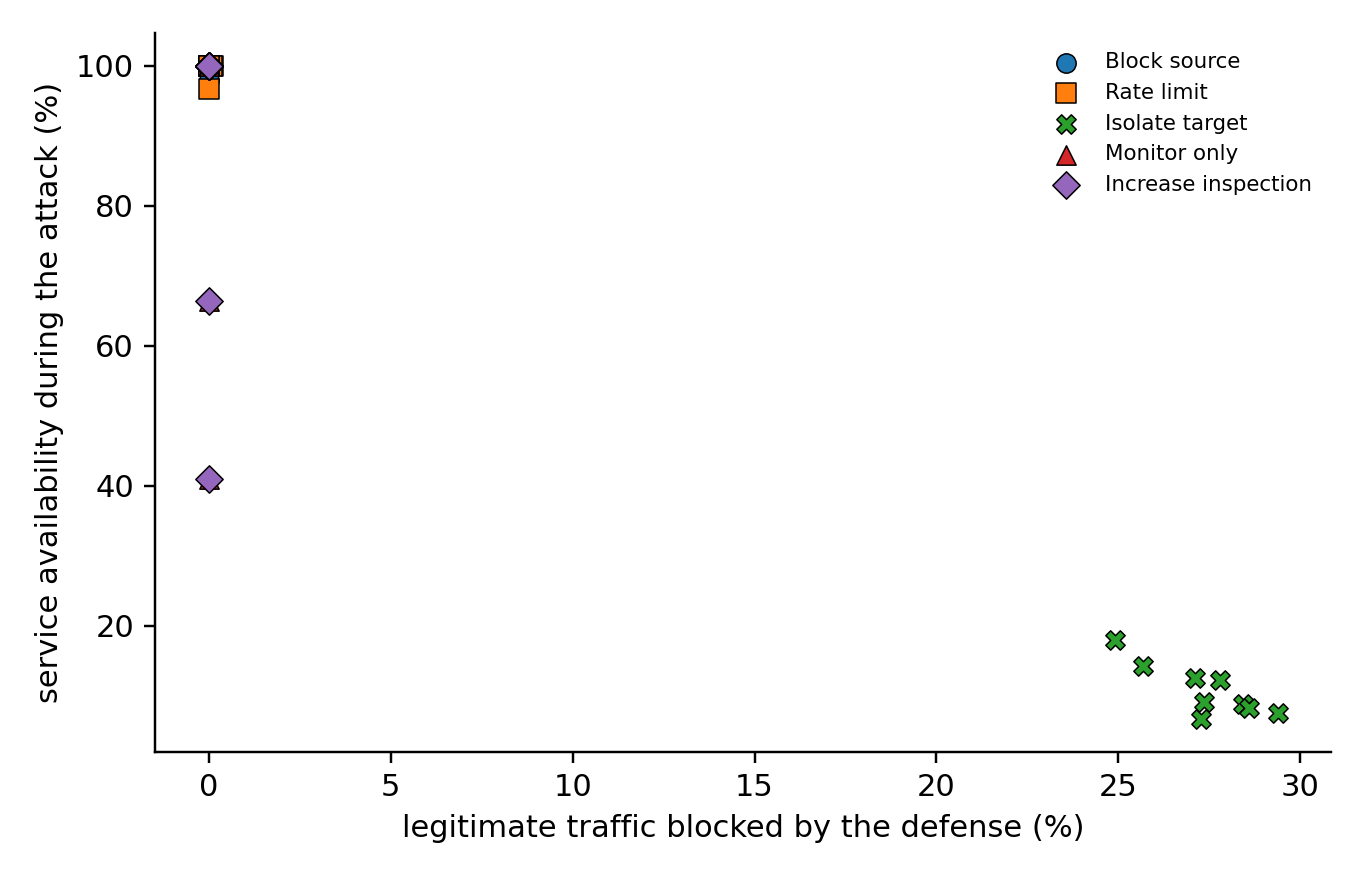 100
80
60
40
20
service availability during the attack (%)
Block source
Rate limit
Isolate target
Monitor only
Increase inspection
0 5 10 15 20 25 30
legitimate traffic blocked by the defense (%)